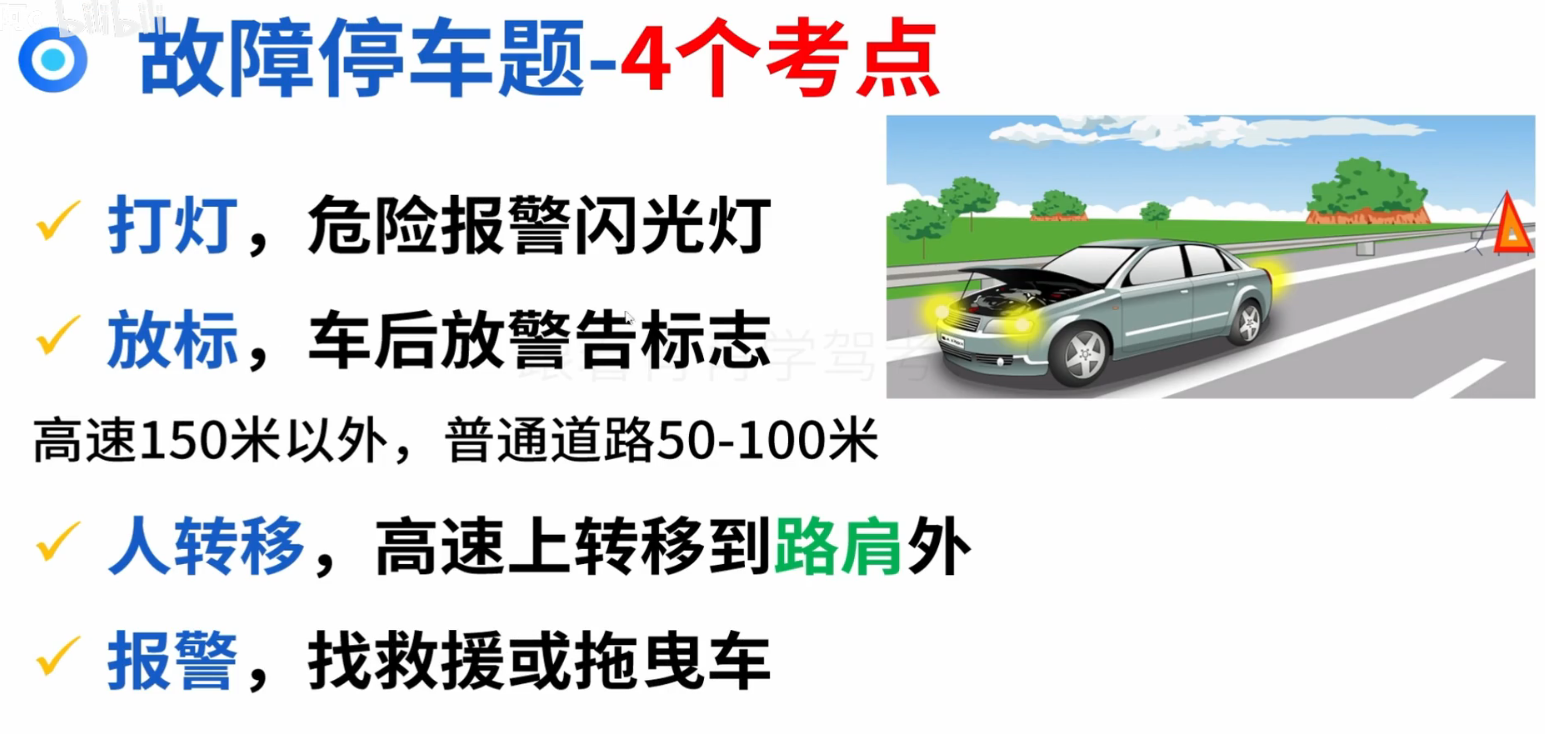 bilibili
故障停车题-4个考点
打灯，危险报警闪光灯
放标，车后放警告标志
高速150米以外，普通道路50-100米
人转移，高速上转移到路肩外
报警，找救援或拖曳车